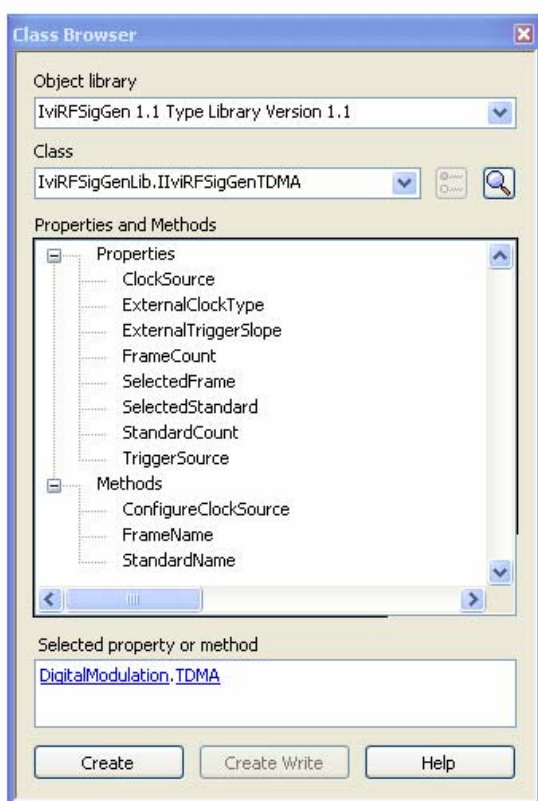 Class Browser
Object library
IviRFSigGen 1.1 Type Library Version 1.1
Class
IviRFSigGenLib.IIviRFSigGenTDMA
Properties and Methods
Properties
ClockSource
ExternalClockType
ExternalTriggerSlope
FrameCount
SelectedFrame
SelectedStandard
StandardCount
TriggerSource
Methods
ConfigureClockSource
FrameName
StandardName
Selected property or method
DigitalModulation.TDMA
Create Create Write Help